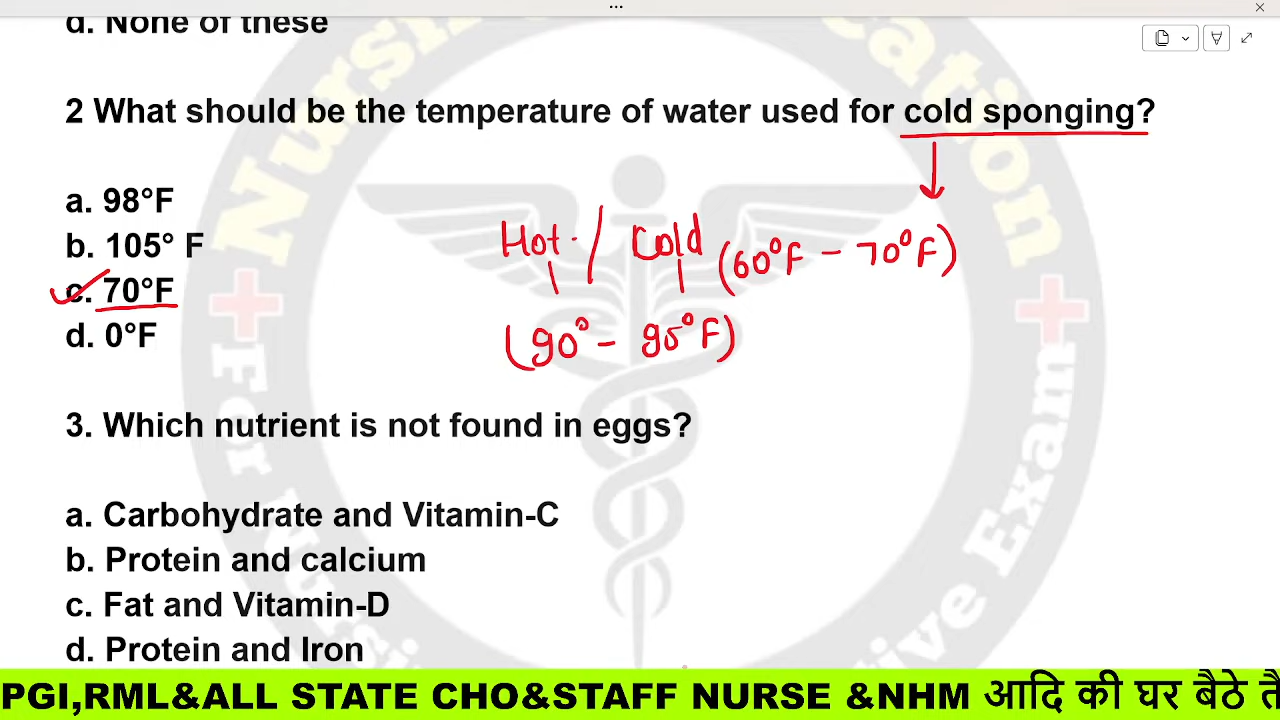 d. None of these
2 What should be the temperature of water used for cold sponging?
a. 98°F
b. 105° F
c. 70°F
d. 0°F
Hot / Cold (60°F - 70°F)
(90° - 95°F)
3. Which nutrient is not found in eggs?
a. Carbohydrate and Vitamin-C
b. Protein and calcium
c. Fat and Vitamin-D
d. Protein and Iron
PGI,RML&ALL STATE CHO&STAFF NURSE &NHM आदि की घर बैठे तै